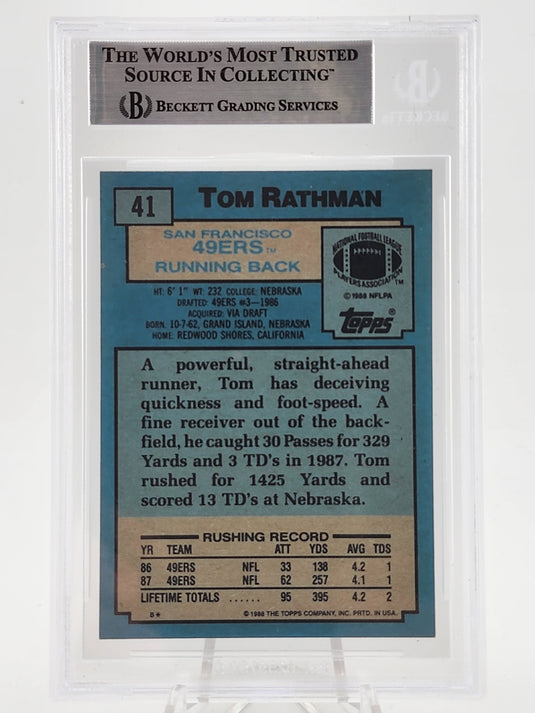 THE WORLD'S MOST TRUSTED
SOURCE IN COLLECTING™
B BECKETT GRADING SERVICES
41
TOM RATHMAN
SAN FRANCISCO
49ERS TM
RUNNING BACK
NATIONAL FOOTBALL LEAGUE
PLAYERS ASSOCIATION™
© 1988 NFLPA
topps®
HT: 6' 1" WT: 232 COLLEGE: NEBRASKA
DRAFTED: 49ERS #3—1986
ACQUIRED: VIA DRAFT
BORN: 10-7-62, GRAND ISLAND, NEBRASKA
HOME: REDWOOD SHORES, CALIFORNIA
A powerful, straight-ahead
runner, Tom has deceiving
quickness and foot-speed. A
fine receiver out of the back-
field, he caught 30 Passes for 329
Yards and 3 TD's in 1987. Tom
rushed for 1425 Yards and
scored 13 TD's at Nebraska.
RUSHING RECORD
YR TEAM ATT YDS AVG TDS
86 49ERS NFL 33 138 4.2 1
87 49ERS NFL 62 257 4.1 1
LIFETIME TOTALS ...... 95 395 4.2 2
B* © 1988 THE TOPPS COMPANY, INC. PRTD. IN USA.